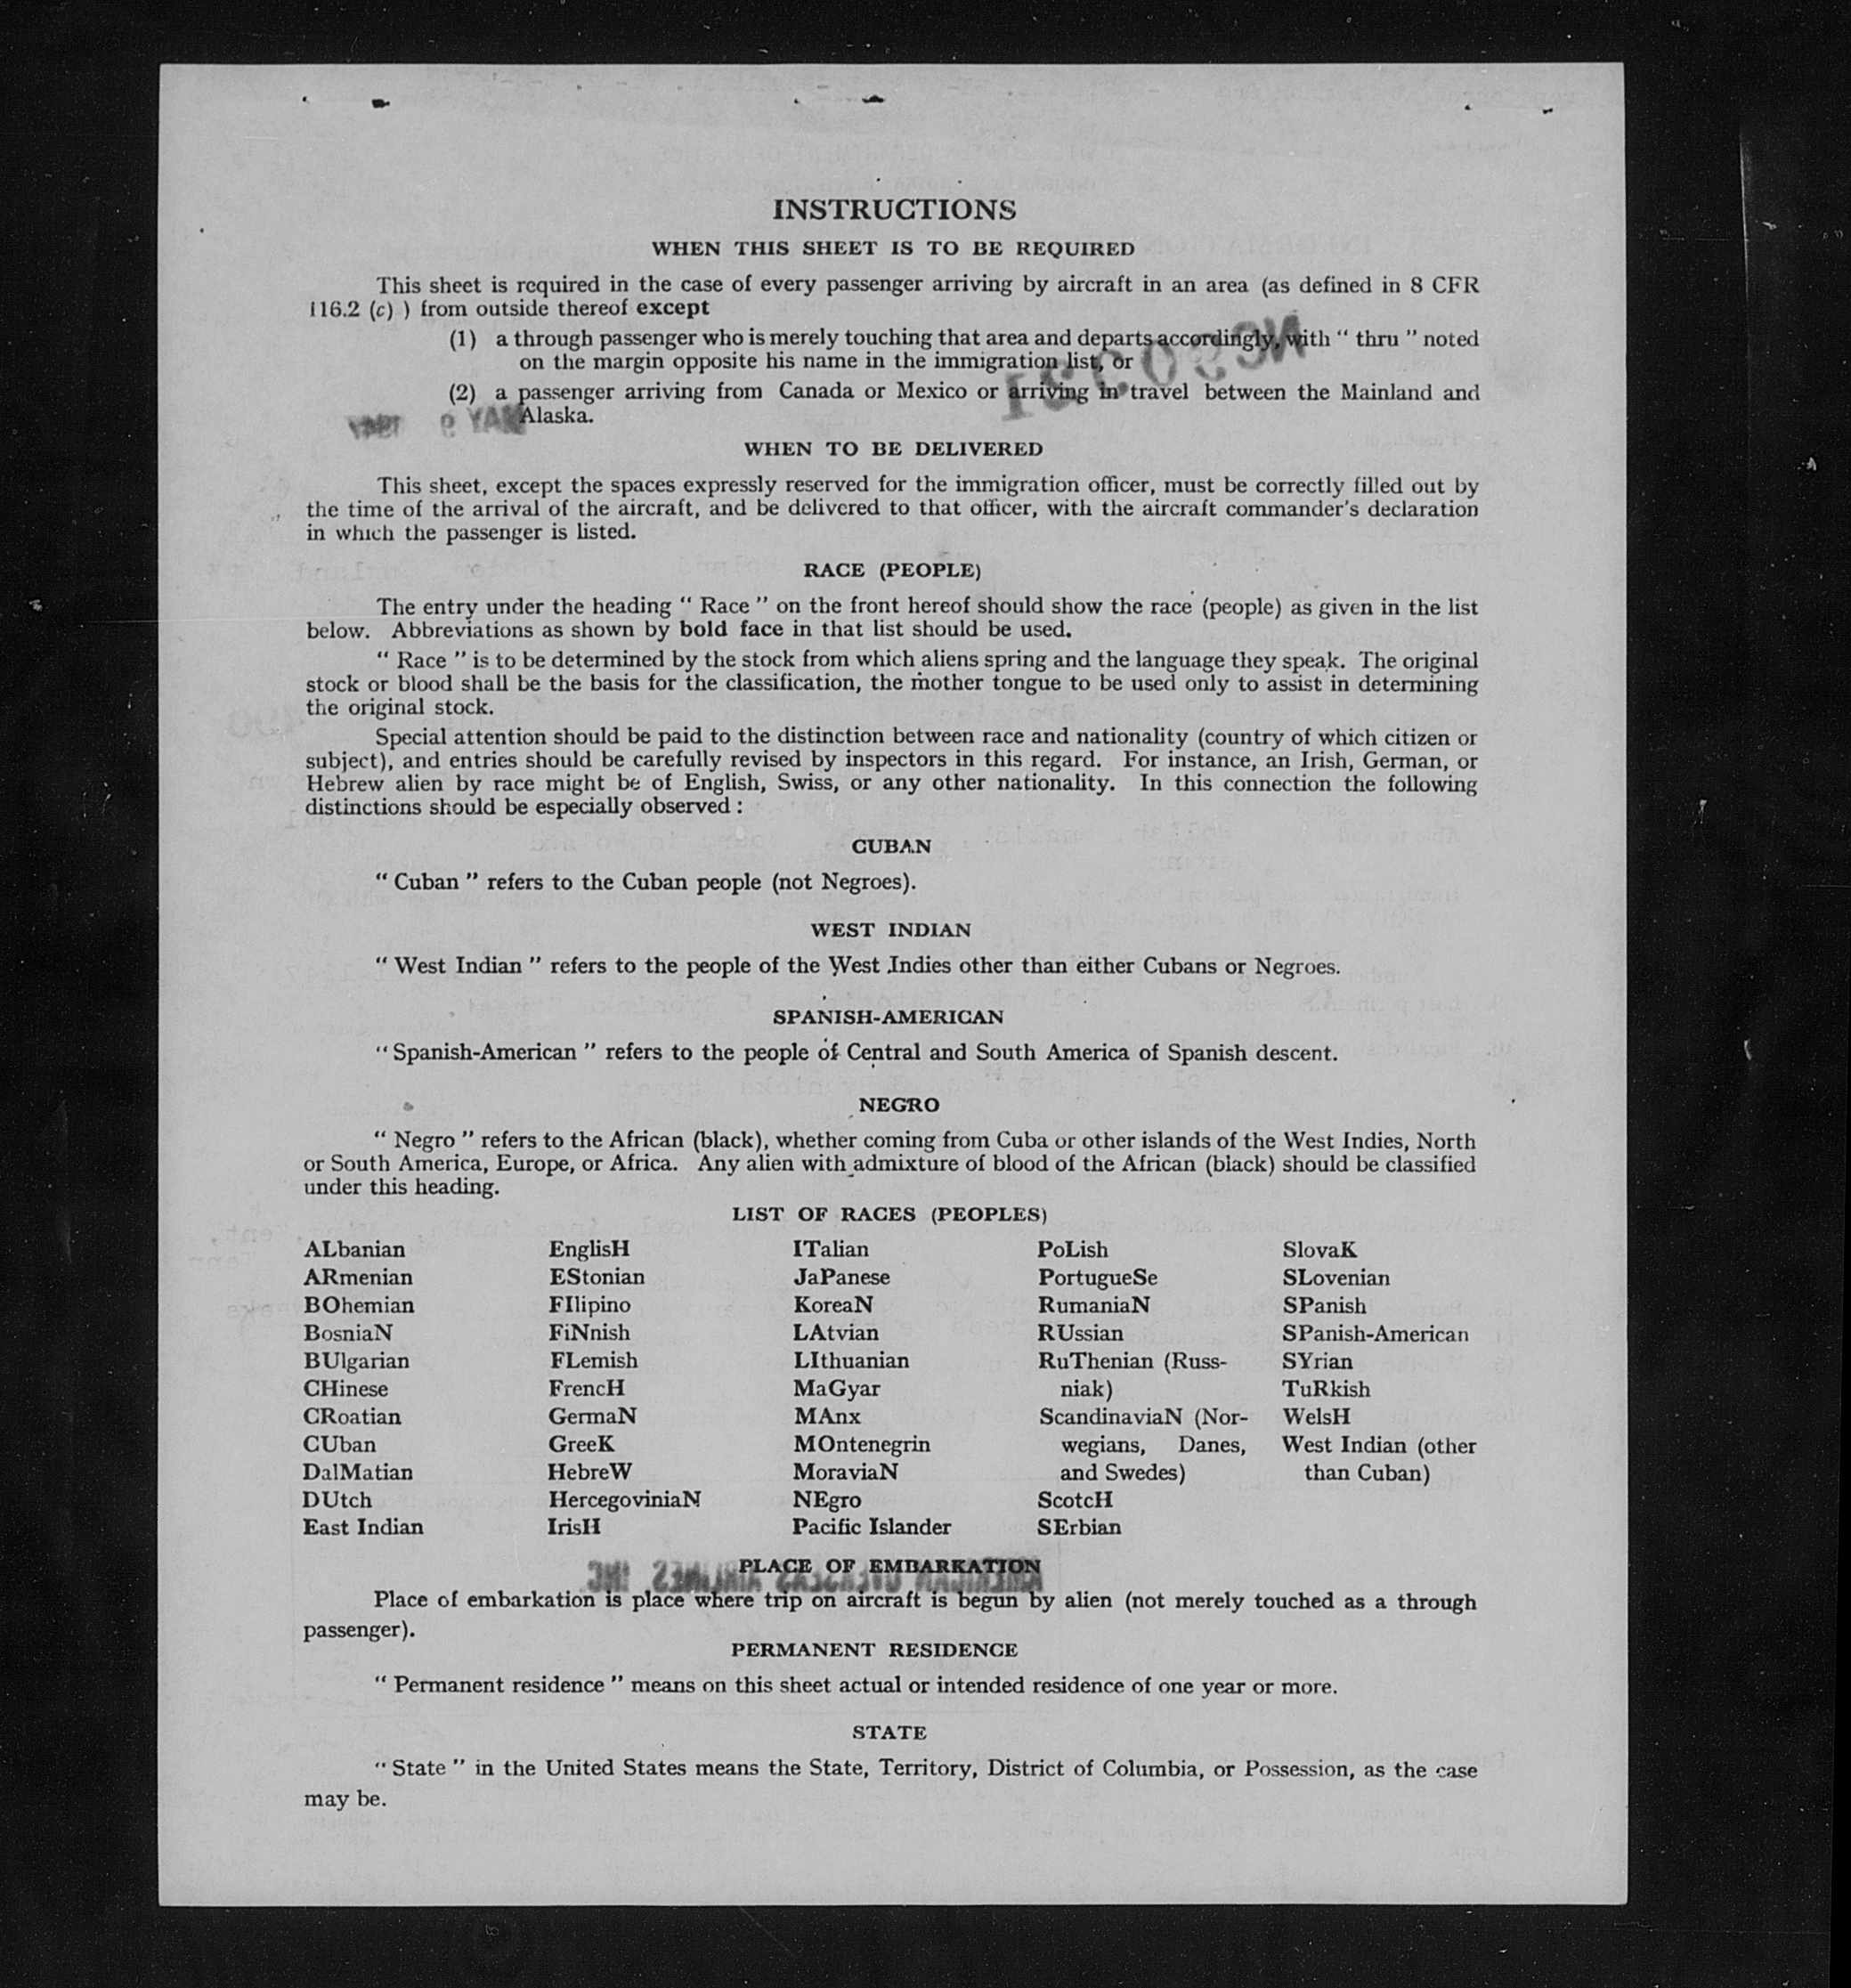 INSTRUCTIONS
WHEN THIS SHEET IS TO BE REQUIRED
This sheet is required in the case of every passenger arriving by aircraft in an area (as defined in 8 CFR
116.2 (c) ) from outside thereof except
(1) a through passenger who is merely touching that area and departs accordingly, with “ thru ” noted
on the margin opposite his name in the immigration list, or
(2) a passenger arriving from Canada or Mexico or arriving in travel between the Mainland and
Alaska.
MAY 9 1947
WHEN TO BE DELIVERED
This sheet, except the spaces expressly reserved for the immigration officer, must be correctly filled out by
the time of the arrival of the aircraft, and be delivered to that officer, with the aircraft commander's declaration
in which the passenger is listed.
RACE (PEOPLE)
The entry under the heading “ Race ” on the front hereof should show the race (people) as given in the list
below. Abbreviations as shown by bold face in that list should be used.
“ Race ” is to be determined by the stock from which aliens spring and the language they speak. The original
stock or blood shall be the basis for the classification, the mother tongue to be used only to assist in determining
the original stock.
Special attention should be paid to the distinction between race and nationality (country of which citizen or
subject), and entries should be carefully revised by inspectors in this regard. For instance, an Irish, German, or
Hebrew alien by race might be of English, Swiss, or any other nationality. In this connection the following
distinctions should be especially observed :
CUBAN
“ Cuban ” refers to the Cuban people (not Negroes).
WEST INDIAN
“ West Indian ” refers to the people of the West Indies other than either Cubans or Negroes.
SPANISH-AMERICAN
“ Spanish-American ” refers to the people of Central and South America of Spanish descent.
NEGRO
“ Negro ” refers to the African (black), whether coming from Cuba or other islands of the West Indies, North
or South America, Europe, or Africa. Any alien with admixture of blood of the African (black) should be classified
under this heading.
LIST OF RACES (PEOPLES)
ALbanian
ARmenian
BOhemian
BosniaN
BUlgarian
CHinese
CRoatian
CUban
DalMatian
DUtch
East Indian
EnglisH
EStonian
FIlipino
FiNnish
FLemish
FrencH
GermaN
GreeK
HebreW
HercegoviniaN
IrisH
ITalian
JaPanese
KoreaN
LAtvian
LIthuanian
MaGyar
MAnx
MOntenegrin
MoraviaN
NEgro
Pacific Islander
PoLish
PortugueSe
RumaniaN
RUssian
RuThenian (Russ-
niak)
ScandinaviaN (Nor-
wegians, Danes,
and Swedes)
ScotcH
SErbian
SlovaK
SLovenian
SPanish
SPanish-American
SYrian
TuRkish
WelsH
West Indian (other
than Cuban)
PLACE OF EMBARKATION
AMERICAN OVERSEAS AIRLINES INC
Place of embarkation is place where trip on aircraft is begun by alien (not merely touched as a through
passenger).
PERMANENT RESIDENCE
“ Permanent residence ” means on this sheet actual or intended residence of one year or more.
STATE
“ State ” in the United States means the State, Territory, District of Columbia, or Possession, as the case
may be.